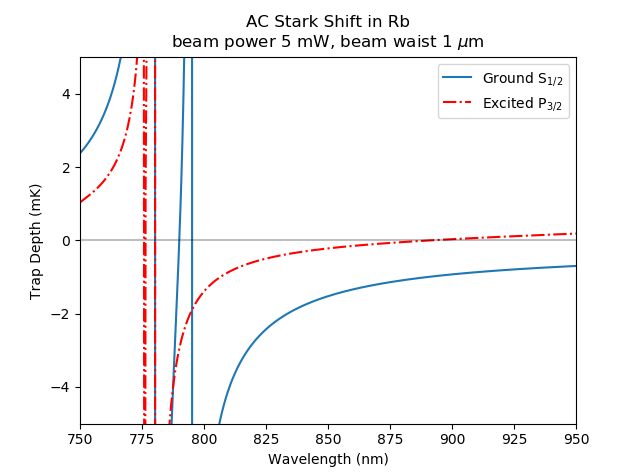 AC Stark Shift in Rb
beam power 5 mW, beam waist 1 μm
Ground S1/2
Excited P3/2
4
2
0
−2
−4
Trap Depth (mK)
750
775
800
825
850
875
900
925
950
Wavelength (nm)